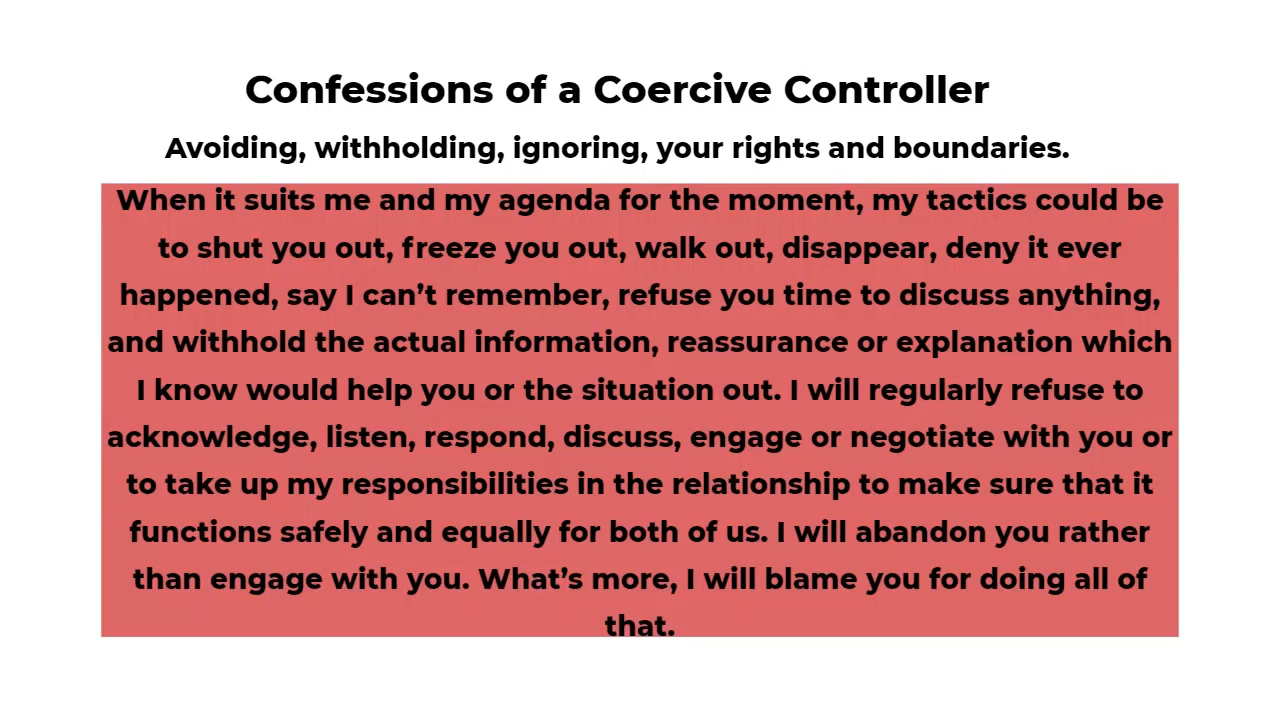 Confessions of a Coercive Controller
Avoiding, withholding, ignoring, your rights and boundaries.
When it suits me and my agenda for the moment, my tactics could be
to shut you out, freeze you out, walk out, disappear, deny it ever
happened, say I can’t remember, refuse you time to discuss anything,
and withhold the actual information, reassurance or explanation which
I know would help you or the situation out. I will regularly refuse to
acknowledge, listen, respond, discuss, engage or negotiate with you or
to take up my responsibilities in the relationship to make sure that it
functions safely and equally for both of us. I will abandon you rather
than engage with you. What’s more, I will blame you for doing all of
that.